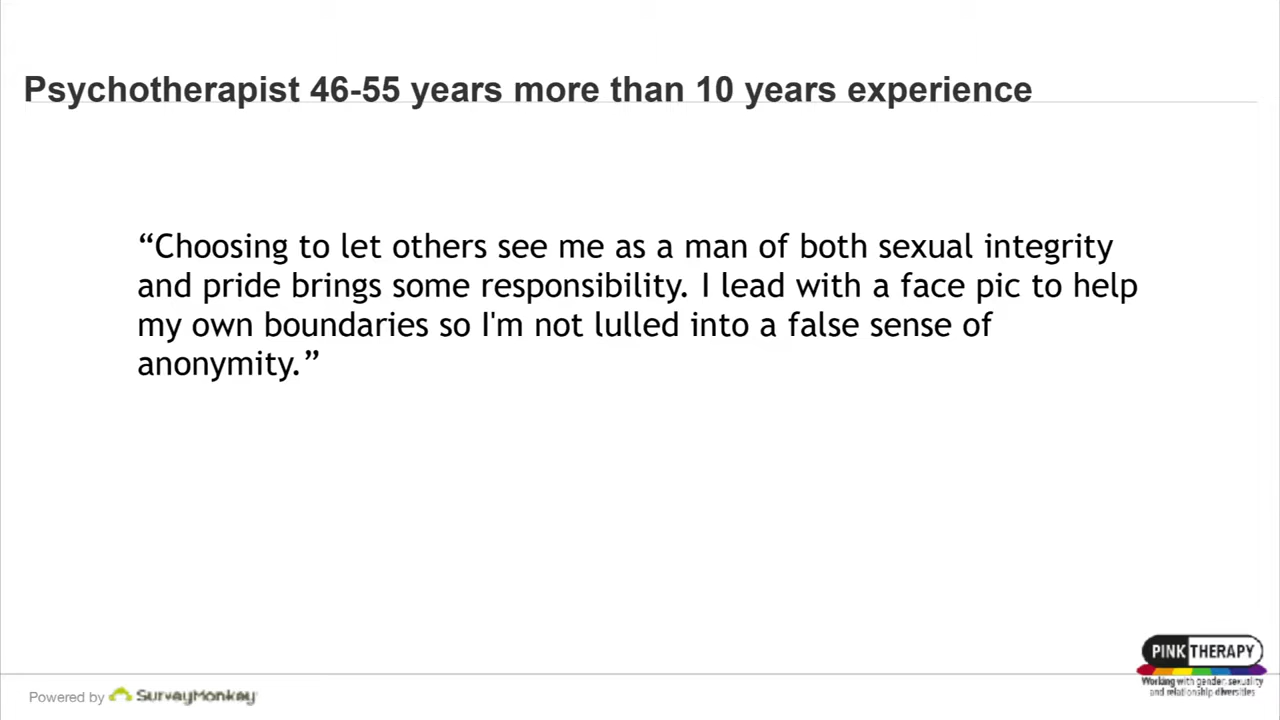 Psychotherapist 46-55 years more than 10 years experience
“Choosing to let others see me as a man of both sexual integrity
and pride brings some responsibility. I lead with a face pic to help
my own boundaries so I'm not lulled into a false sense of
anonymity.”
PINK THERAPY
Working with gender, sexuality
and relationship diversities
Powered by SurveyMonkey